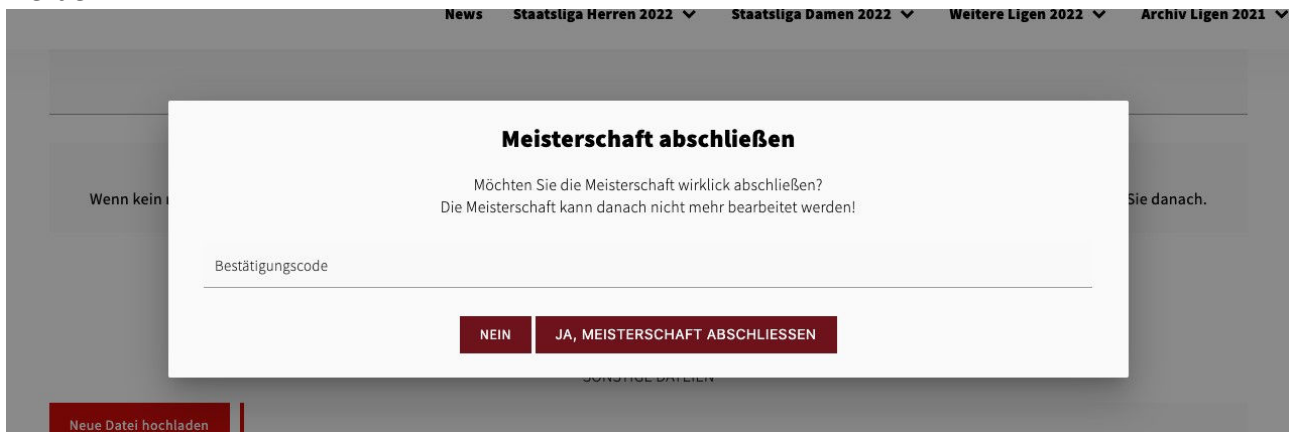 News Staatsliga Herren 2022 Staatsliga Damen 2022 Weitere Ligen 2022 Archiv Ligen 2021
Meisterschaft abschließen
Möchten Sie die Meisterschaft wirklick abschließen?
Die Meisterschaft kann danach nicht mehr bearbeitet werden!
Wenn kein Sie danach.
Bestätigungscode
NEIN JA, MEISTERSCHAFT ABSCHLIESSEN
SONSTIGE DATEIEN
Neue Datei hochladen